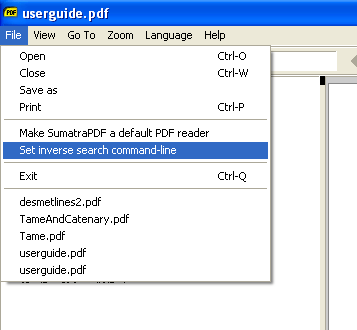 PDF userguide.pdf
File View Go To Zoom Language Help
Open Ctrl-O
Close Ctrl-W
Save as
Print Ctrl-P
Make SumatraPDF a default PDF reader
Set inverse search command-line
Exit Ctrl-Q
desmetlines2.pdf
TameAndCatenary.pdf
Tame.pdf
userguide.pdf
userguide.pdf